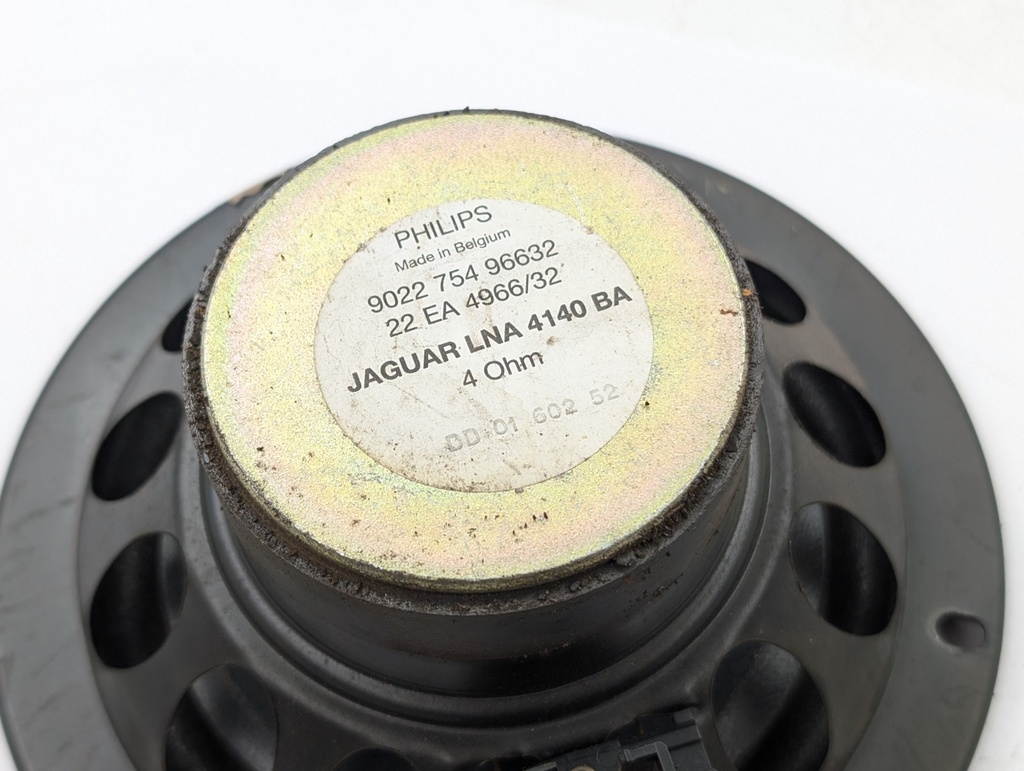 PHILIPS
Made in Belgium
9022 754 96632
22 EA 4966/32
JAGUAR LNA 4140 BA
4 Ohm
DD 01 602 52